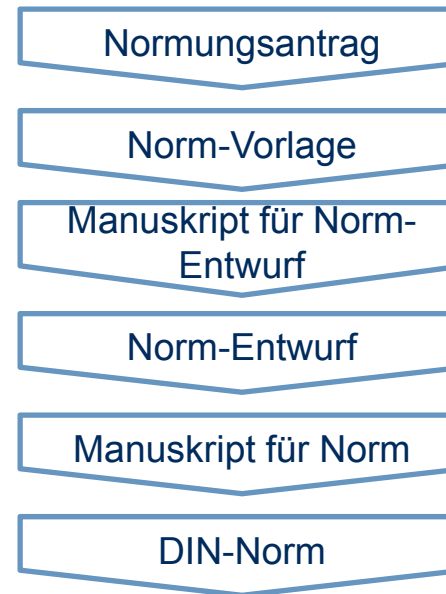 Normungsantrag
Norm-Vorlage
Manuskript für Norm-
Entwurf
Norm-Entwurf
Manuskript für Norm
DIN-Norm